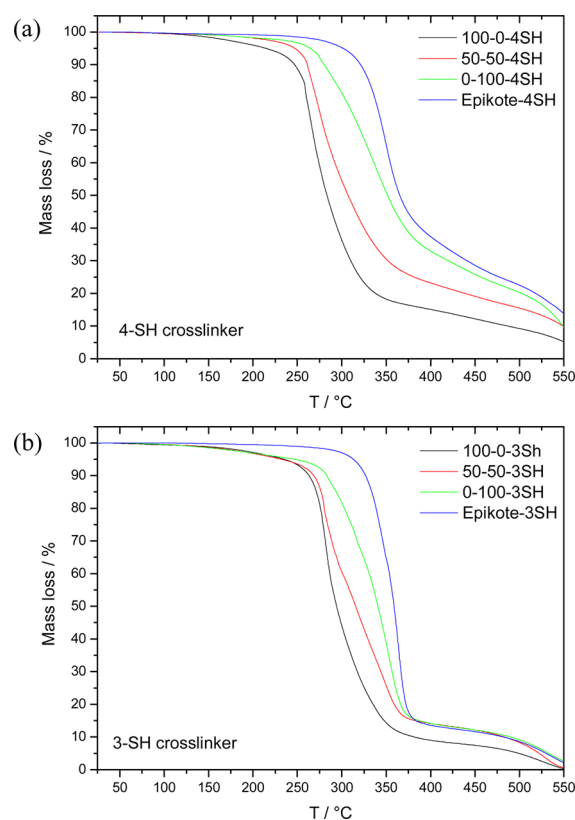 (a)
100
90
80
70
60
50
40
30
20
10
0
Mass loss / %
100-0-4SH
50-50-4SH
0-100-4SH
Epikote-4SH
4-SH crosslinker
50 100 150 200 250 300 350 400 450 500 550
T / °C
(b)
100
90
80
70
60
50
40
30
20
10
0
Mass loss / %
100-0-3Sh
50-50-3SH
0-100-3SH
Epikote-3SH
3-SH crosslinker
50 100 150 200 250 300 350 400 450 500 550
T / °C